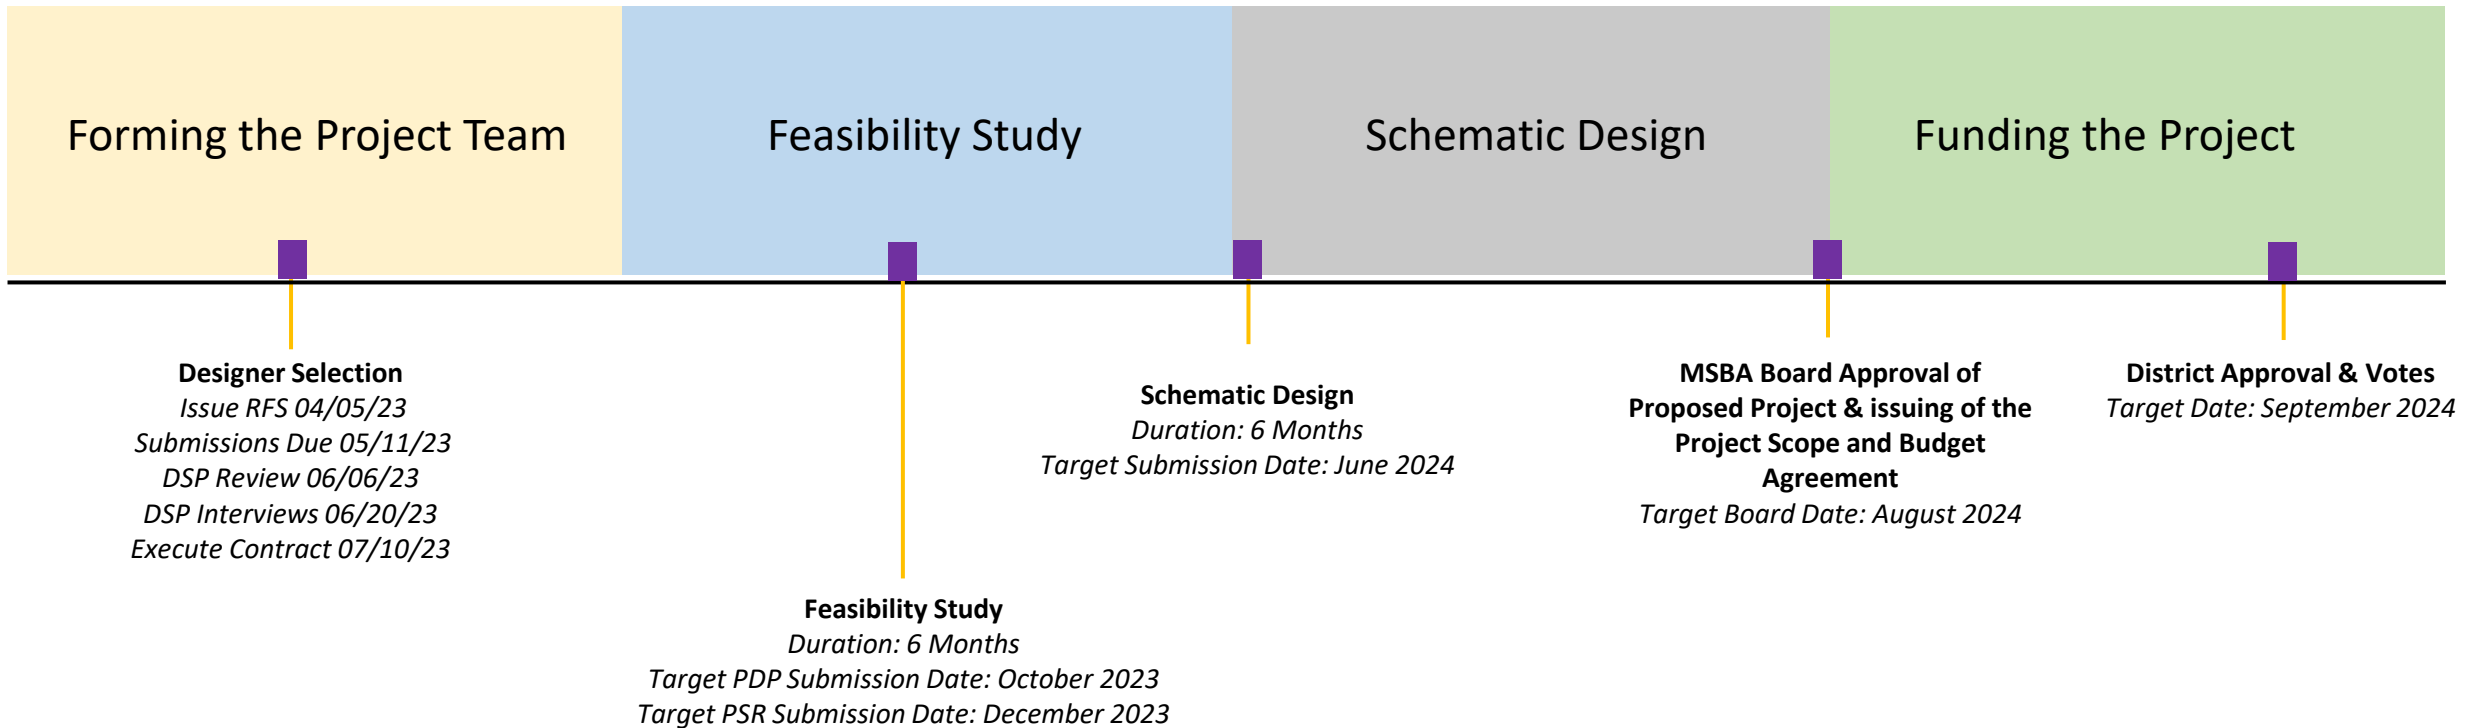 Forming the Project Team
Feasibility Study
Schematic Design
Funding the Project
Designer Selection
Issue RFS 04/05/23
Submissions Due 05/11/23
DSP Review 06/06/23
DSP Interviews 06/20/23
Execute Contract 07/10/23
Feasibility Study
Duration: 6 Months
Target PDP Submission Date: October 2023
Target PSR Submission Date: December 2023
Schematic Design
Duration: 6 Months
Target Submission Date: June 2024
MSBA Board Approval of
Proposed Project & issuing of the
Project Scope and Budget
Agreement
Target Board Date: August 2024
District Approval & Votes
Target Date: September 2024